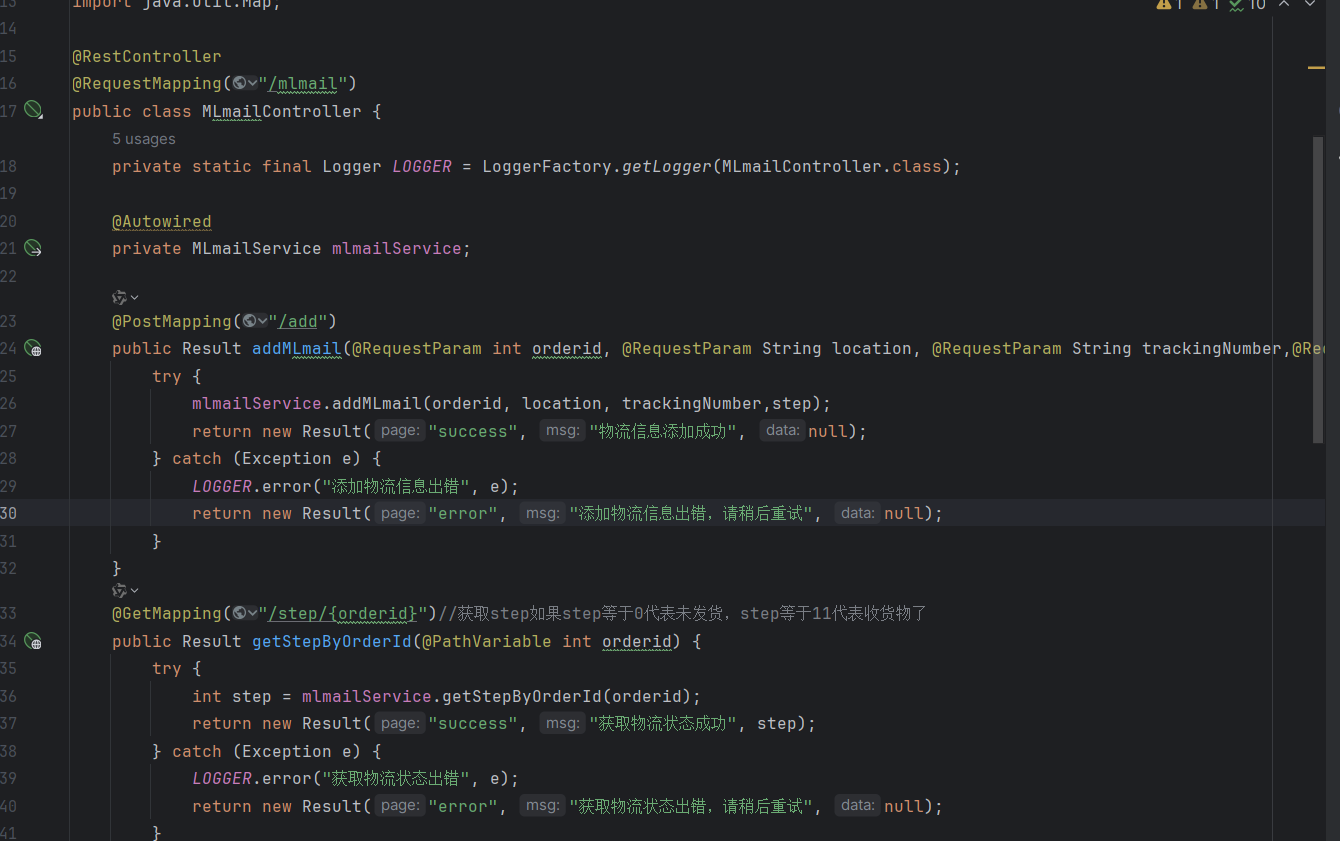 13 import java.util.Map;
1 1 10
14
15 @RestController
16 @RequestMapping("/mlmail")
17 public class MLmailController {
5 usages
18 private static final Logger LOGGER = LoggerFactory.getLogger(MLmailController.class);
19
20 @Autowired
21 private MLmailService mlmailService;
22
23 @PostMapping("/add")
24 public Result addMLmail(@RequestParam int orderid, @RequestParam String location, @RequestParam String trackingNumber,@Req
25 try {
26 mlmailService.addMLmail(orderid, location, trackingNumber,step);
27 return new Result( page: "success", msg: "物流信息添加成功", data: null);
28 } catch (Exception e) {
29 LOGGER.error("添加物流信息出错", e);
30 return new Result( page: "error", msg: "添加物流信息出错，请稍后重试", data: null);
31 }
32 }
33 @GetMapping("/step/{orderid}")//获取step如果step等于0代表未发货，step等于11代表收货物了
34 public Result getStepByOrderId(@PathVariable int orderid) {
35 try {
36 int step = mlmailService.getStepByOrderId(orderid);
37 return new Result( page: "success", msg: "获取物流状态成功", step);
38 } catch (Exception e) {
39 LOGGER.error("获取物流状态出错", e);
40 return new Result( page: "error", msg: "获取物流状态出错，请稍后重试", data: null);
41 }